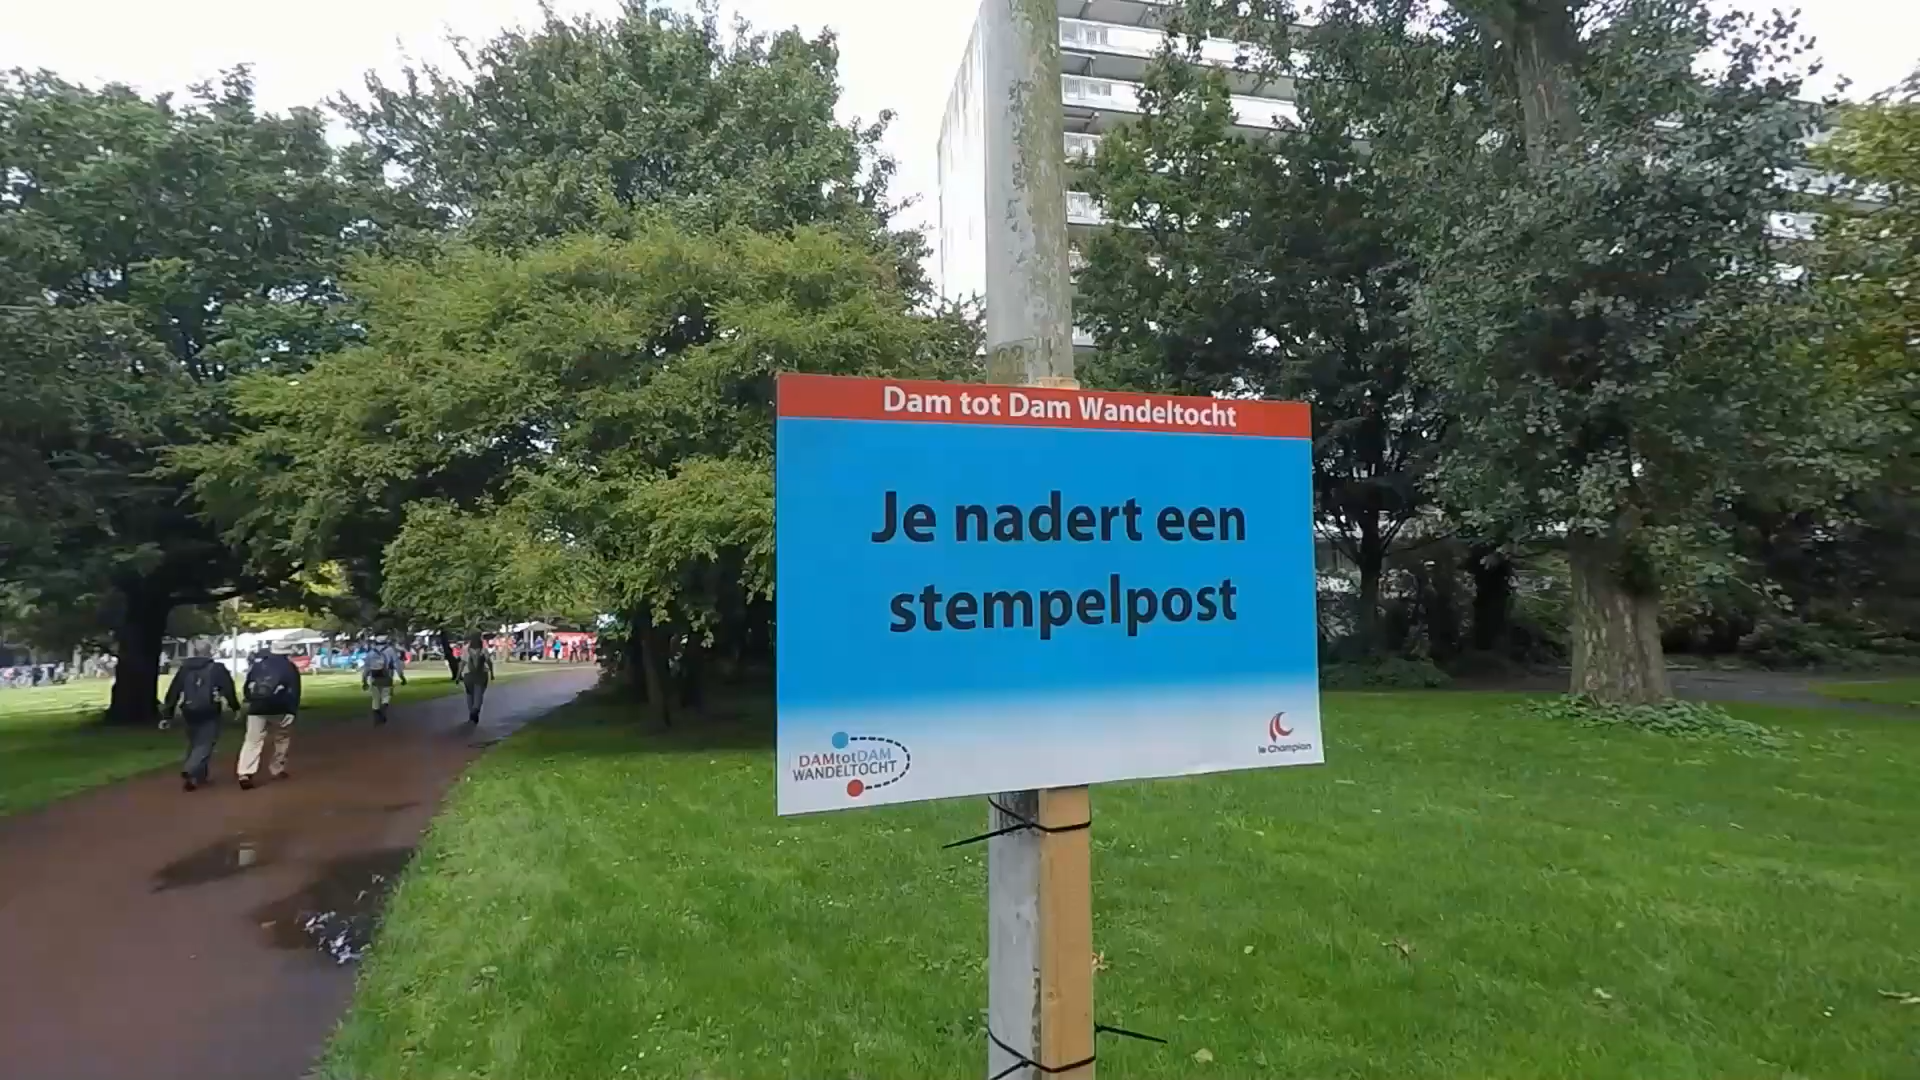 Dam tot Dam Wandeltocht
Je nadert een
stempelpost
DAMtotDAM
WANDELTOCHT
le Champion